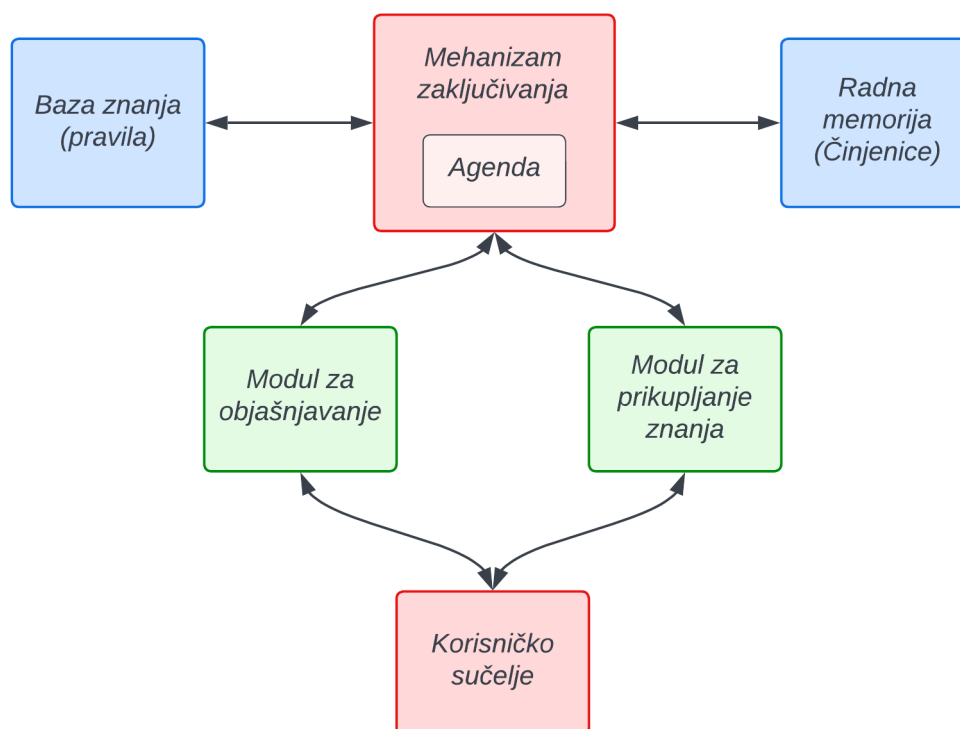 Baza znanja
(pravila)
Mehanizam
zaključivanja
Agenda
Radna
memorija
(Činjenice)
Modul za
objašnjavanje
Modul za
prikupljanje
znanja
Korisničko
sučelje